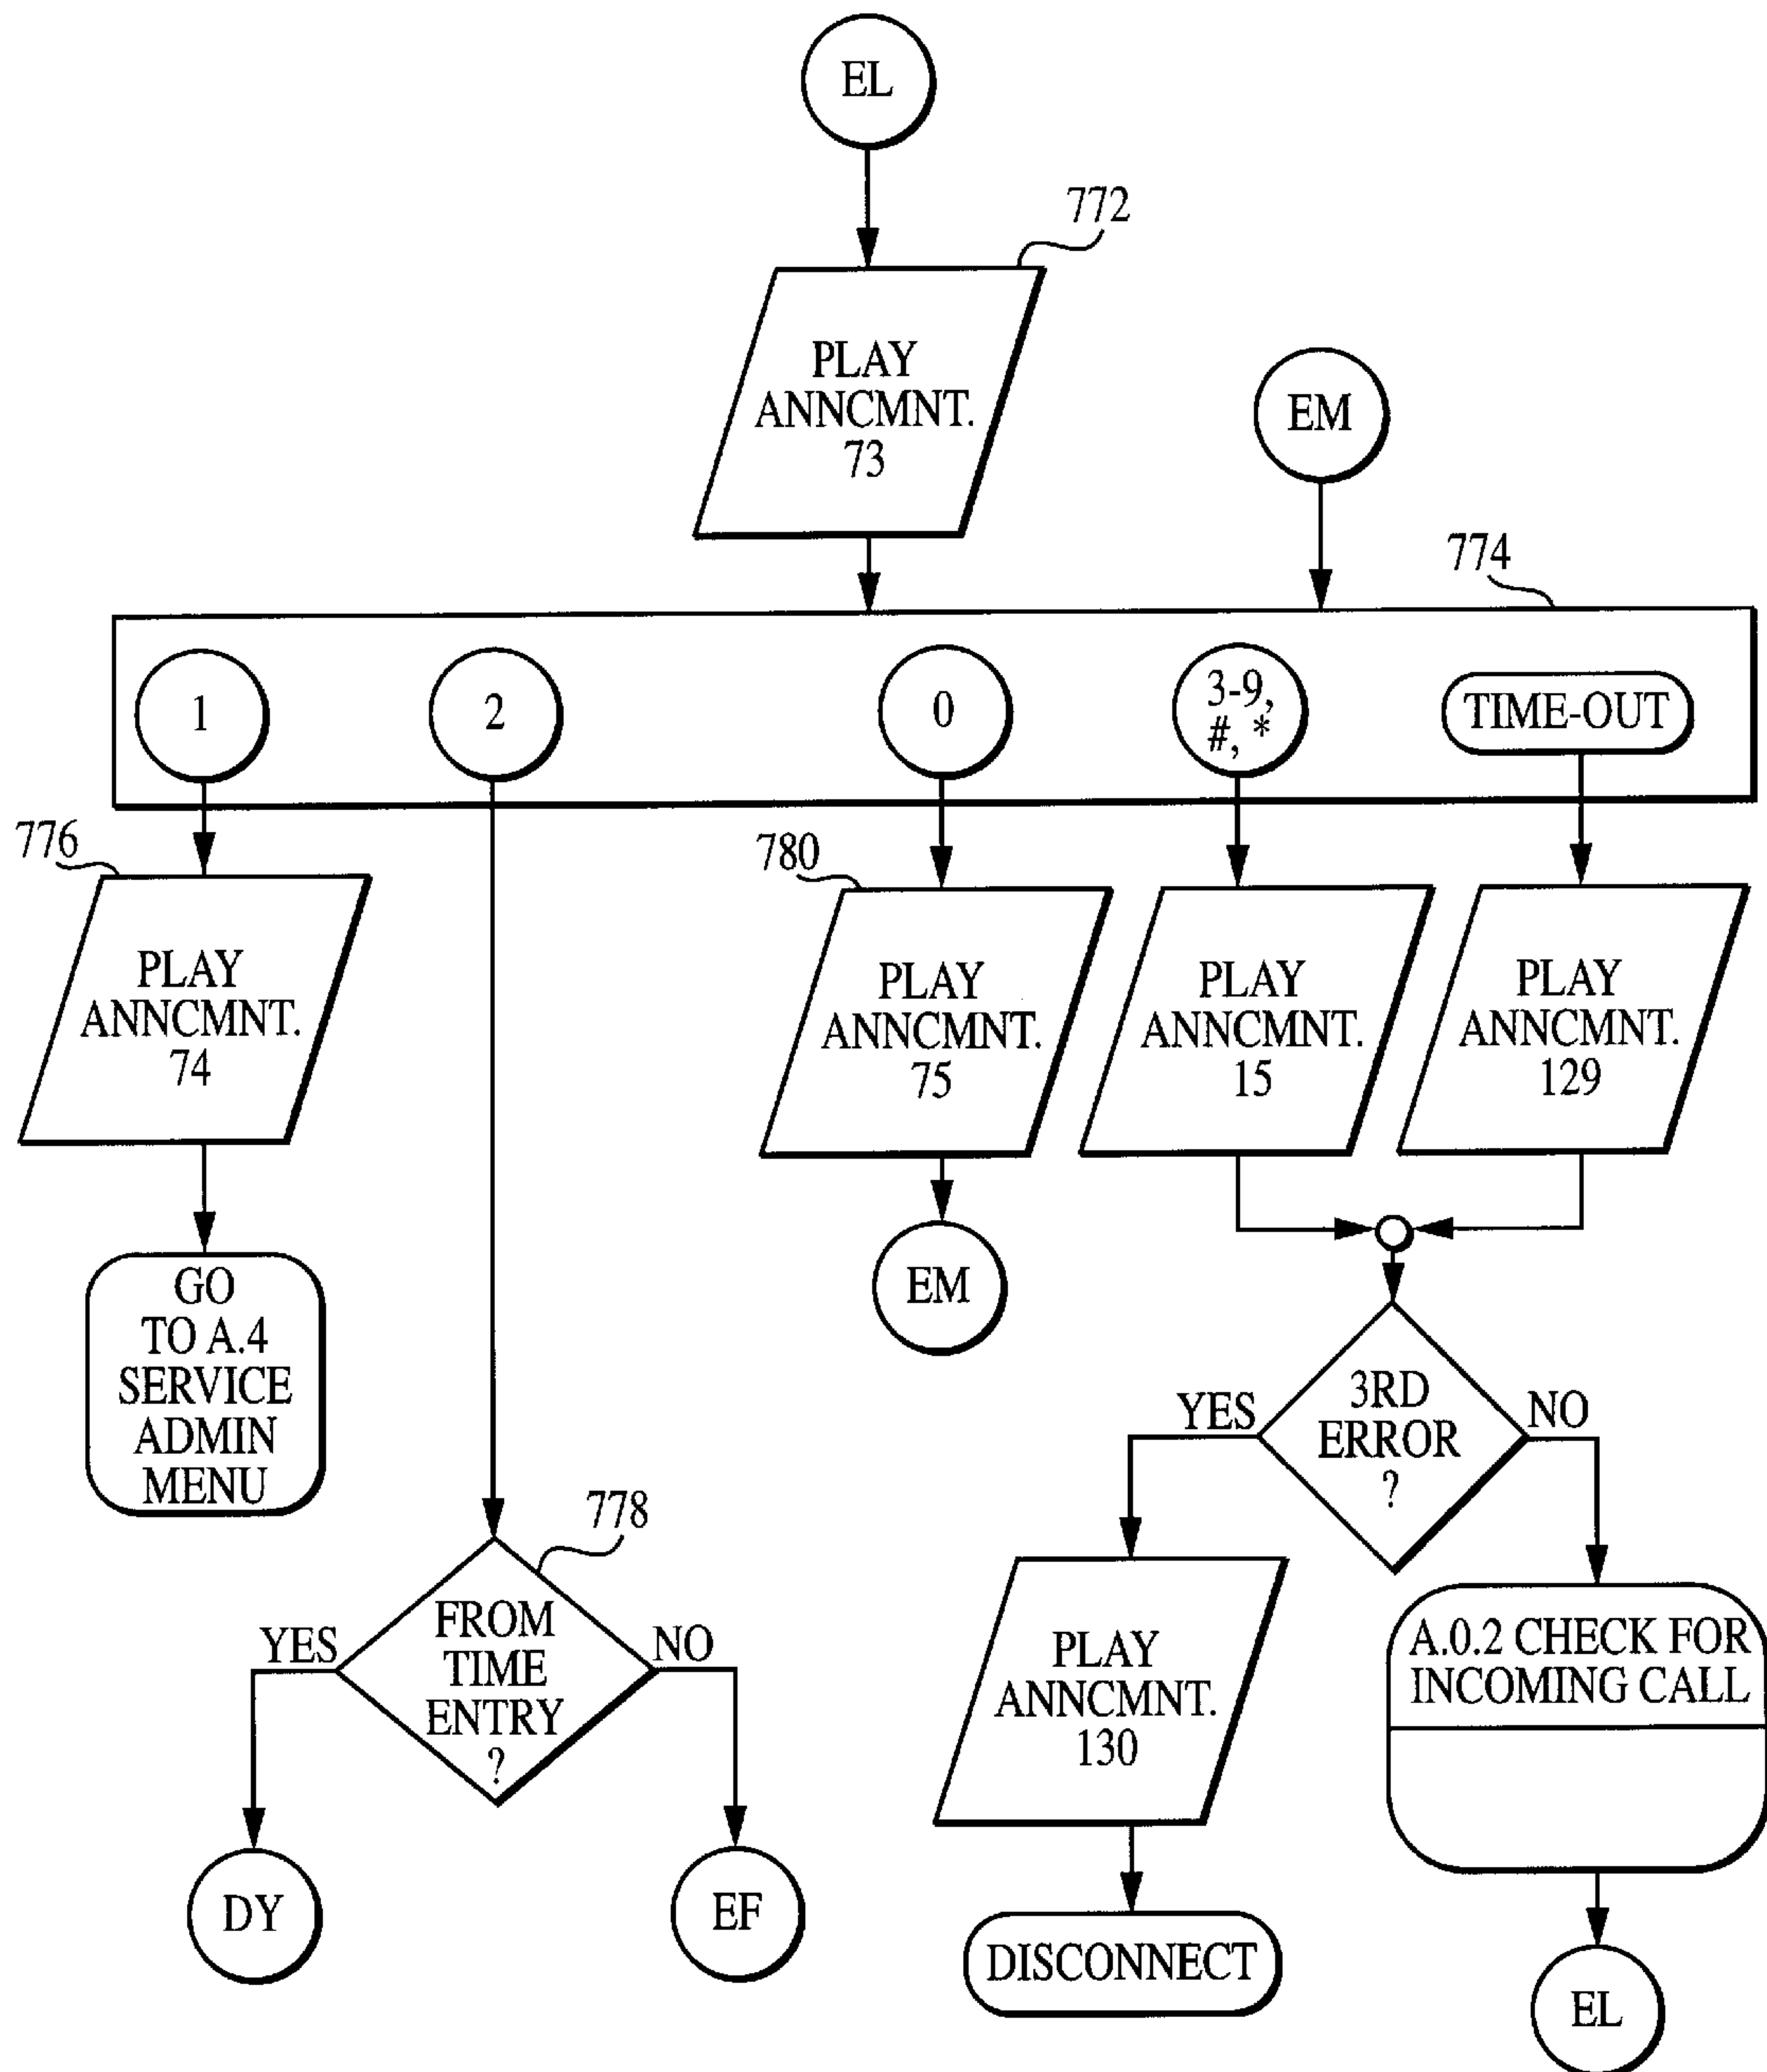 EL
772
PLAY
ANNCMNT.
73
EM
774
1
2
0
3-9,
#, *
TIME-OUT
776
PLAY
ANNCMNT.
74
780
PLAY
ANNCMNT.
75
PLAY
ANNCMNT.
15
PLAY
ANNCMNT.
129
GO
TO A.4
SERVICE
ADMIN
MENU
EM
3RD
ERROR
?
YES
NO
778
FROM
TIME
ENTRY
?
YES
NO
PLAY
ANNCMNT.
130
A.0.2 CHECK FOR
INCOMING CALL
DY
EF
DISCONNECT
EL